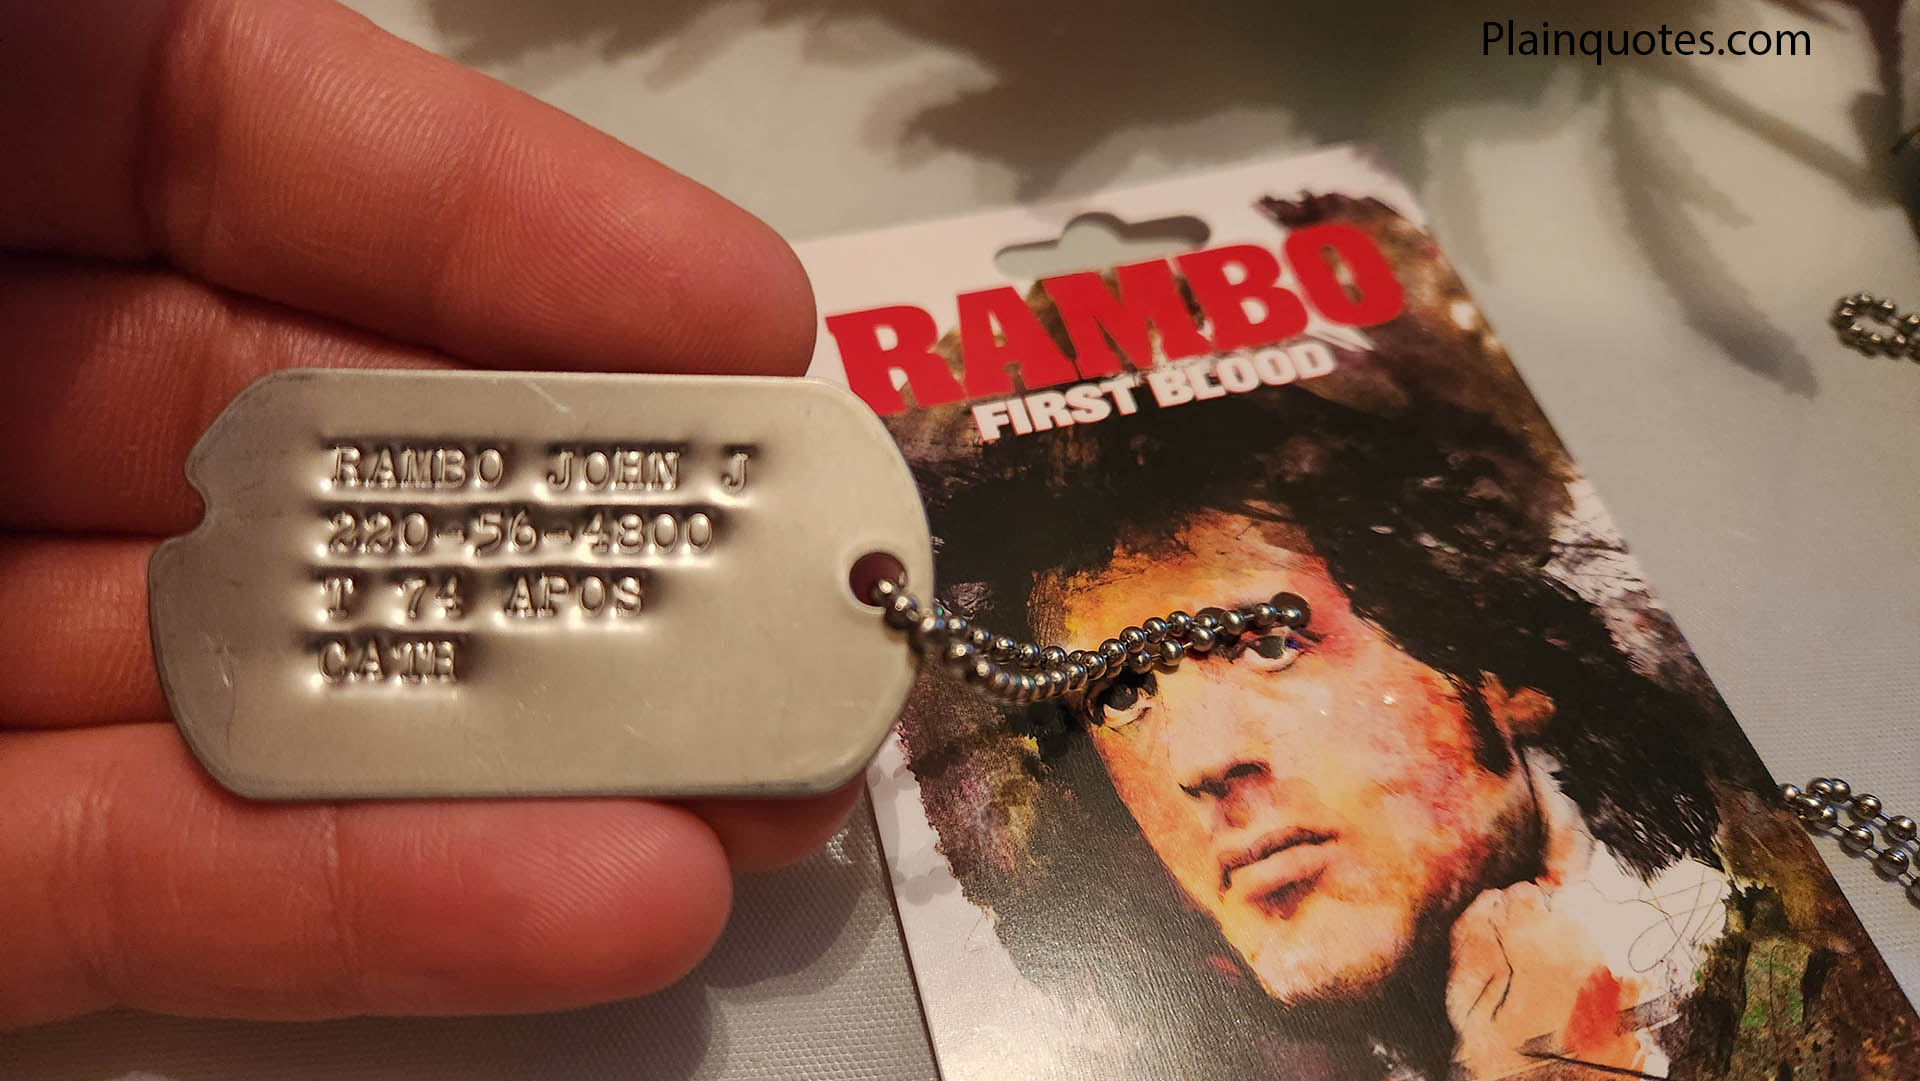 Plainquotes.com
RAMBO
FIRST BLOOD
RAMBO JOHN J
220-56-4800
T 74 APOS
CATH